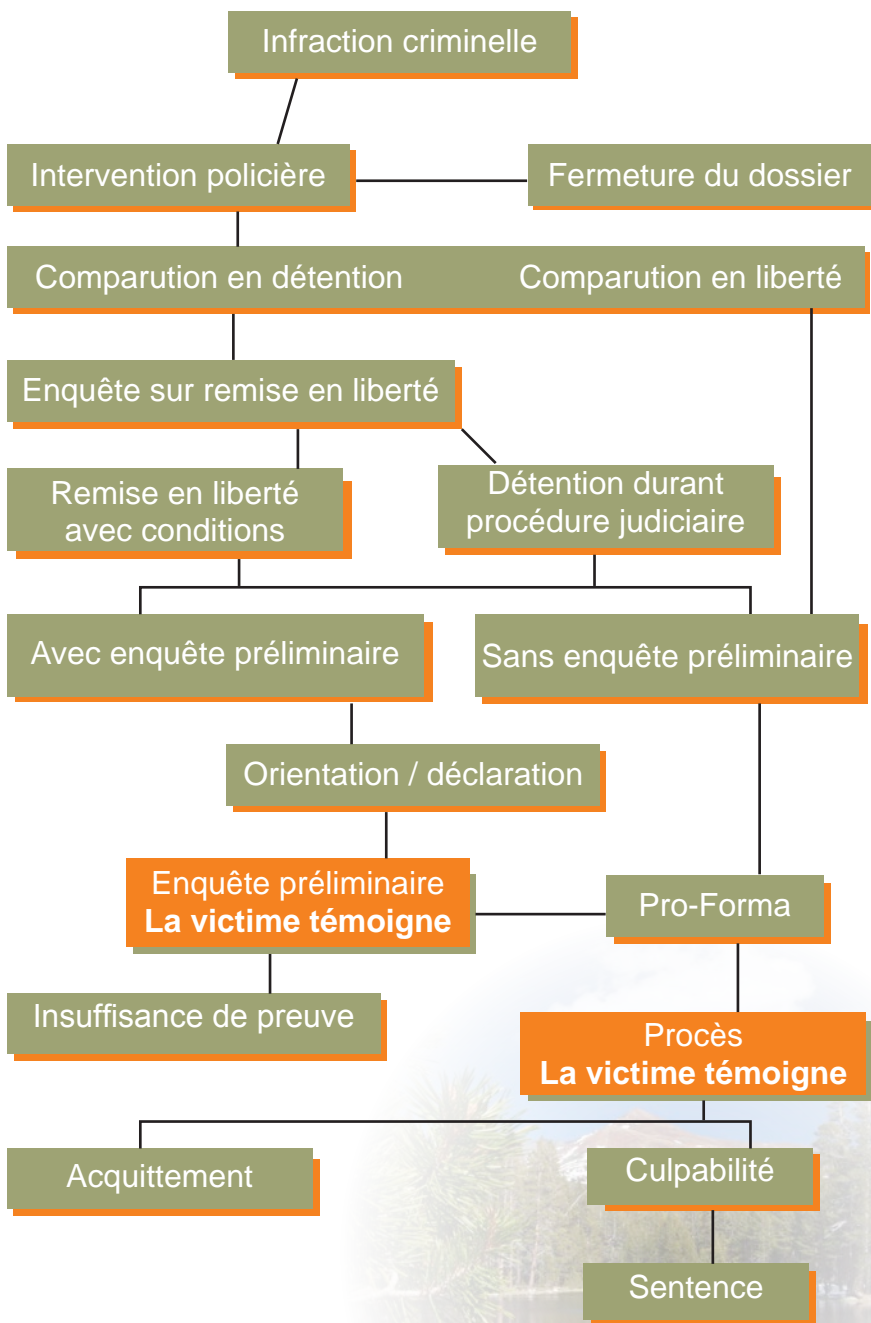 Infraction criminelle
Intervention policière
Fermeture du dossier
Comparution en détention
Comparution en liberté
Enquête sur remise en liberté
Remise en liberté
avec conditions
Détention durant
procédure judiciaire
Avec enquête préliminaire
Sans enquête préliminaire
Orientation / déclaration
Enquête préliminaire
La victime témoigne
Pro-Forma
Insuffisance de preuve
Procès
La victime témoigne
Acquittement
Culpabilité
Sentence